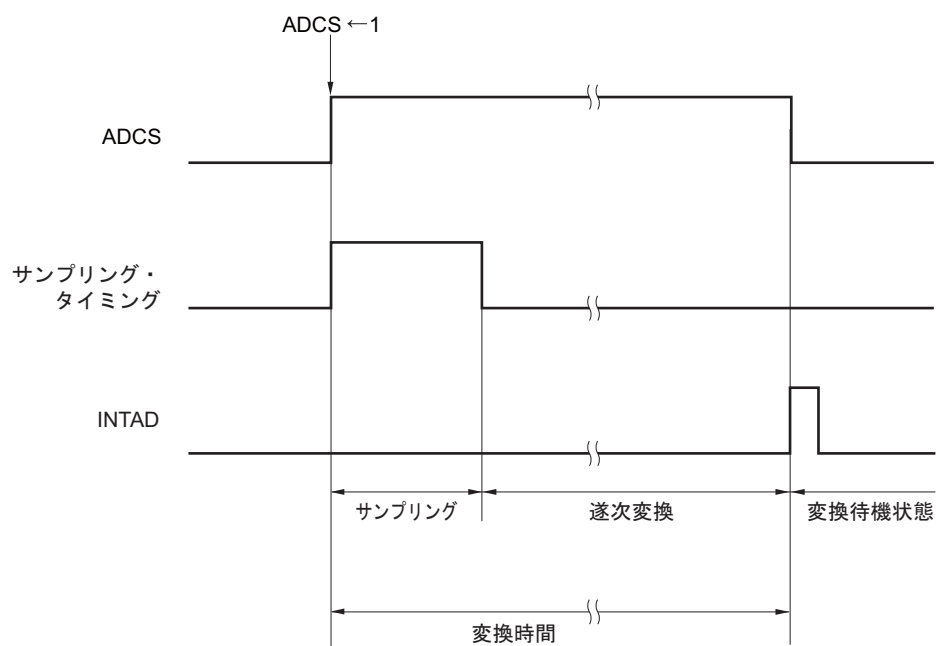 ADCS ←1
ADCS
サンプリング・
タイミング
INTAD
サンプリング
遂次変換
変換待機状態
変換時間